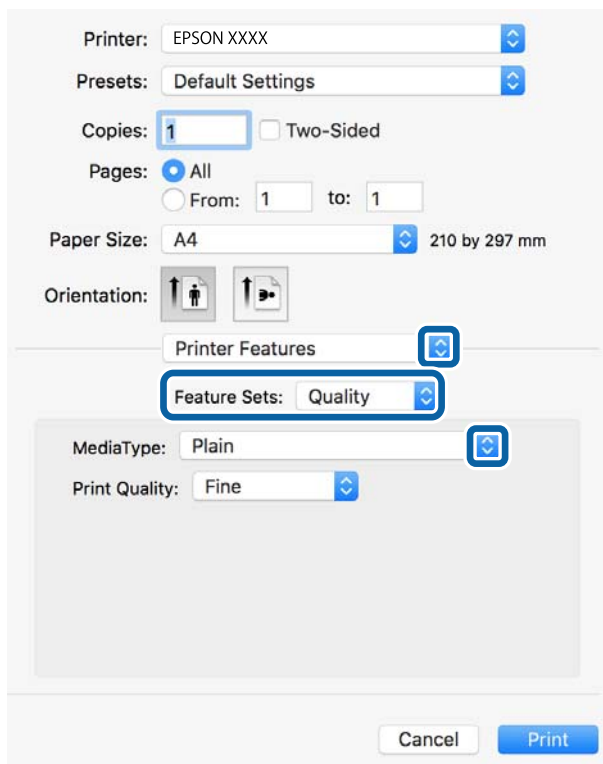 Printer: EPSON XXXX
Presets: Default Settings
Copies: 1 Two-Sided
Pages: All
From: 1 to: 1
Paper Size: A4 210 by 297 mm
Orientation:
Printer Features
Feature Sets: Quality
MediaType: Plain
Print Quality: Fine
Cancel Print